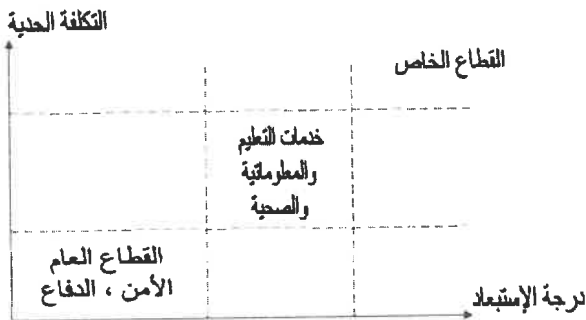 التكلفة الحدية
القطاع الخاص
خدمات التعليم
والمعلوماتية
والصحية
القطاع العام
الأمن ، الدفاع
درجة الإستبعاد